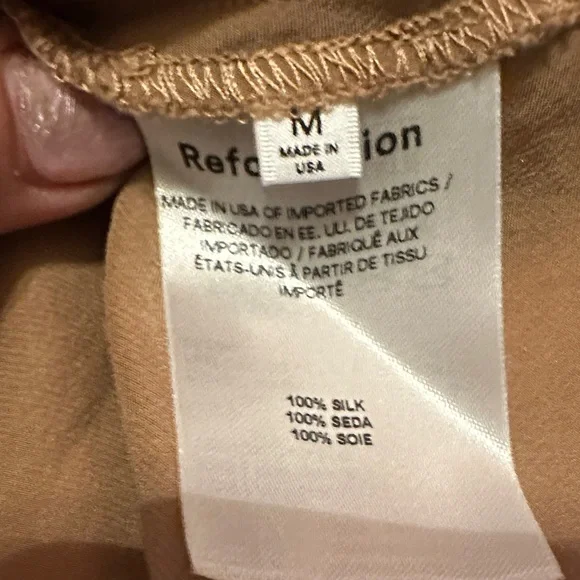 M
MADE IN
USA
Refo ion
MADE IN USA OF IMPORTED FABRICS /
FABRICADO EN EE. UU. DE TEJIDO
IMPORTADO / FABRIQUÉ AUX
ÉTATS-UNIS À PARTIR DE TISSU
IMPORTÉ
100% SILK
100% SEDA
100% SOIE